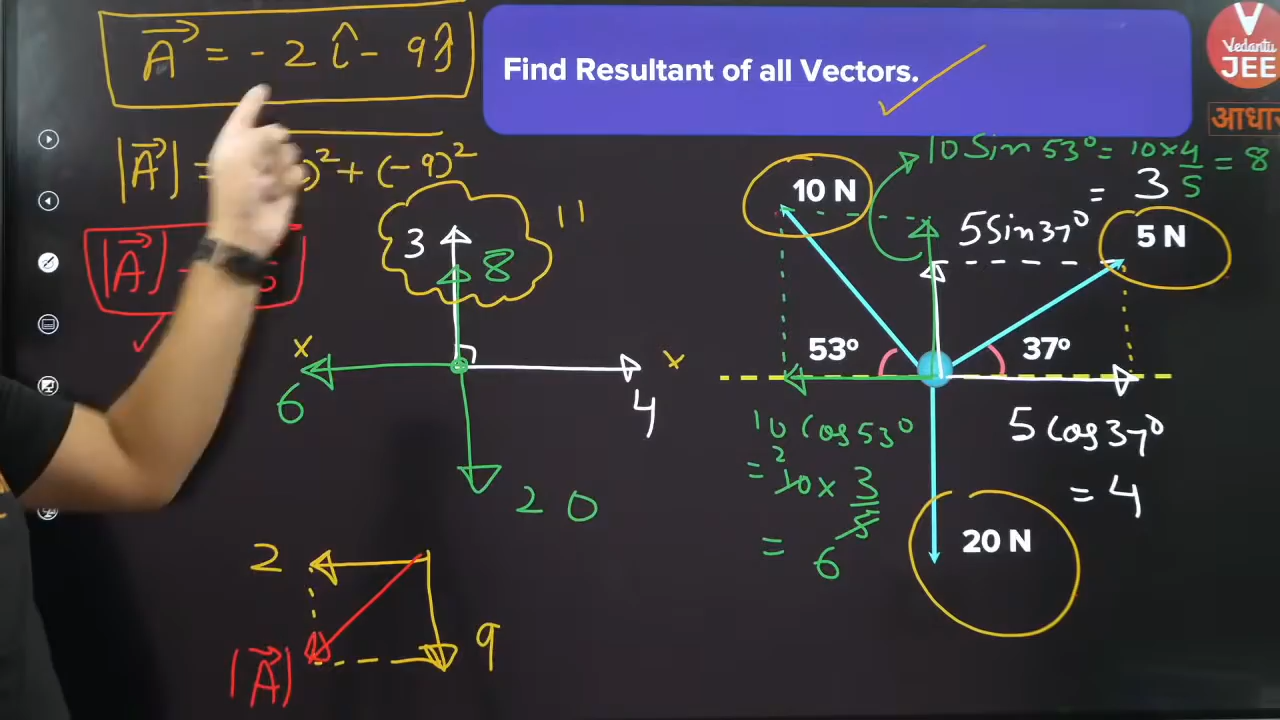 A = -2î - 9ĵ
Find Resultant of all Vectors.
Vedantu
JEE
आधार
|A| = )² + (-9)²
|A|
3
8
11
x
x
6
4
20
2
9
|A|
10 Sin 53° = 10 × 4/5 = 8
10 N
5 Sin 37°
= 3
5 N
53°
37°
10 Cos 53°
= 10 × 3/5
2
= 6
5 Cos 37°
= 4
20 N